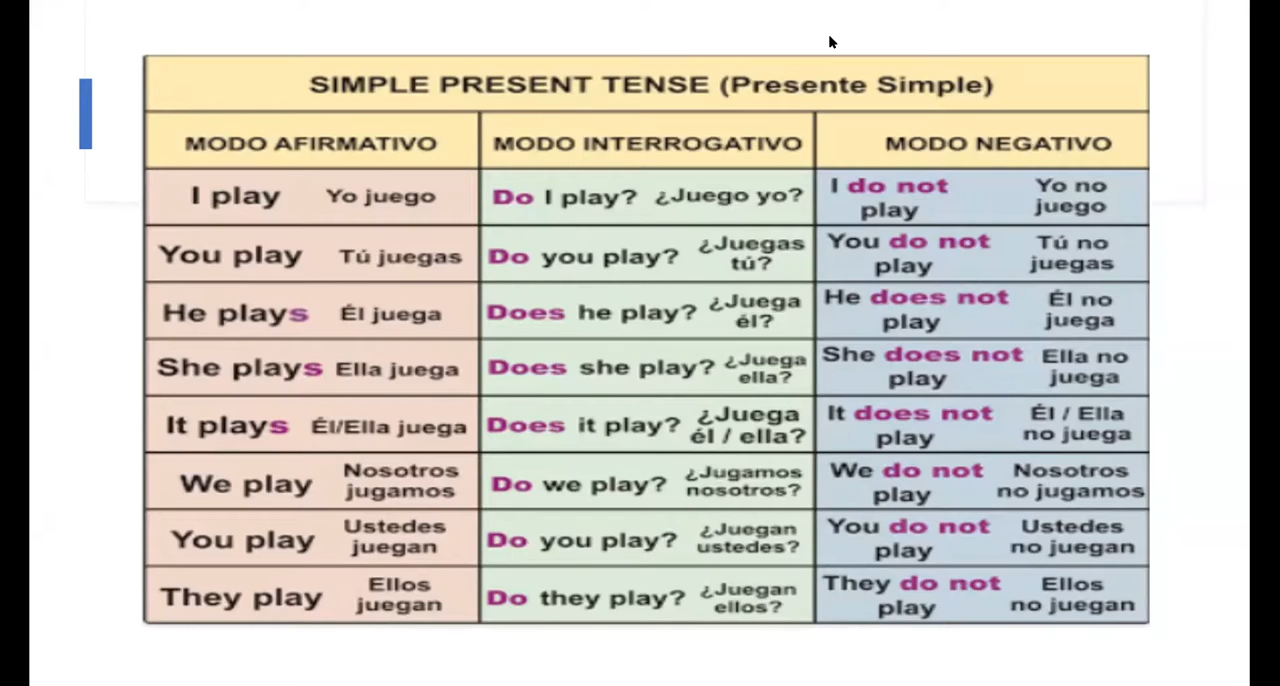 SIMPLE PRESENT TENSE (Presente Simple)
MODO AFIRMATIVO
MODO INTERROGATIVO
MODO NEGATIVO
I play
Yo juego
Do I play?
¿Juego yo?
I do not
play
Yo no
juego
You play
Tú juegas
Do you play?
¿Juegas
tú?
You do not
play
Tú no
juegas
He plays
Él juega
Does he play?
¿Juega
él?
He does not
play
Él no
juega
She plays
Ella juega
Does she play?
¿Juega
ella?
She does not
play
Ella no
juega
It plays
Él/Ella juega
Does it play?
¿Juega
él / ella?
It does not
play
Él / Ella
no juega
We play
Nosotros
jugamos
Do we play?
¿Jugamos
nosotros?
We do not
play
Nosotros
no jugamos
You play
Ustedes
juegan
Do you play?
¿Juegan
ustedes?
You do not
play
Ustedes
no juegan
They play
Ellos
juegan
Do they play?
¿Juegan
ellos?
They do not
play
Ellos
no juegan